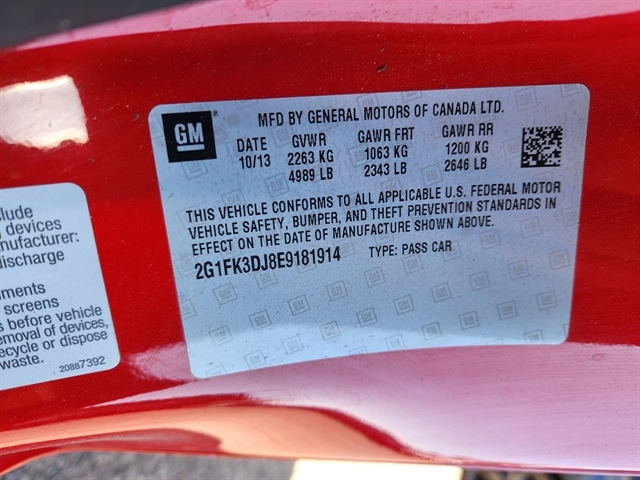 GM
MFD BY GENERAL MOTORS OF CANADA LTD.
DATE GVWR GAWR FRT GAWR RR
10/13 2263 KG 1063 KG 1200 KG
4989 LB 2343 LB 2646 LB
THIS VEHICLE CONFORMS TO ALL APPLICABLE U.S. FEDERAL MOTOR
VEHICLE SAFETY, BUMPER, AND THEFT PREVENTION STANDARDS IN
EFFECT ON THE DATE OF MANUFACTURE SHOWN ABOVE.
2G1FK3DJ8E9181914 TYPE: PASS CAR
clude
devices
nufacturer:
discharge
nents
screens
s before vehicle
removal of devices,
ecycle or dispose
waste.
20887392